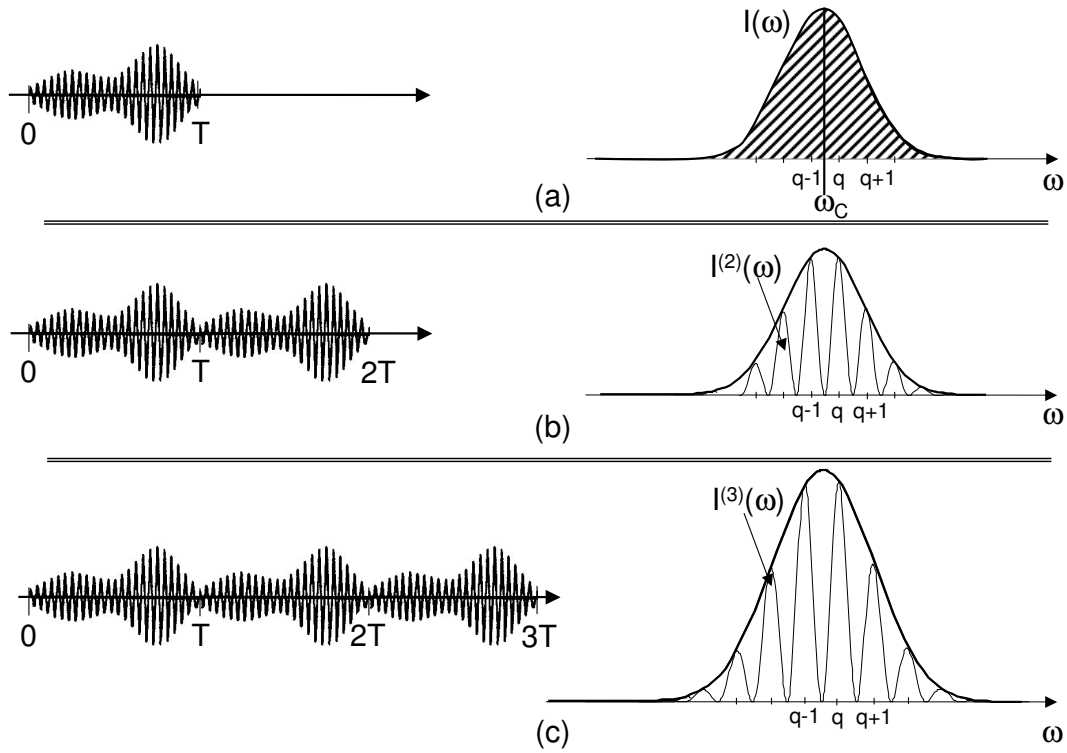 I(ω)
0 T
q-1 q q+1 ω
ω_C
(a)
I⁽²⁾(ω)
0 T 2T
q-1 q q+1 ω
(b)
I⁽³⁾(ω)
0 T 2T 3T
q-1 q q+1 ω
(c)